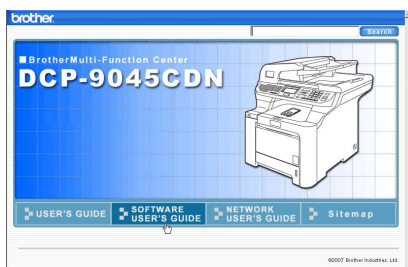 brother
Search
BrotherMulti-Function Center
DCP-9045CDN
USER'S GUIDE
SOFTWARE
USER'S GUIDE
NETWORK
USER'S GUIDE
Sitemap
©2007 Brother Industries, Ltd.